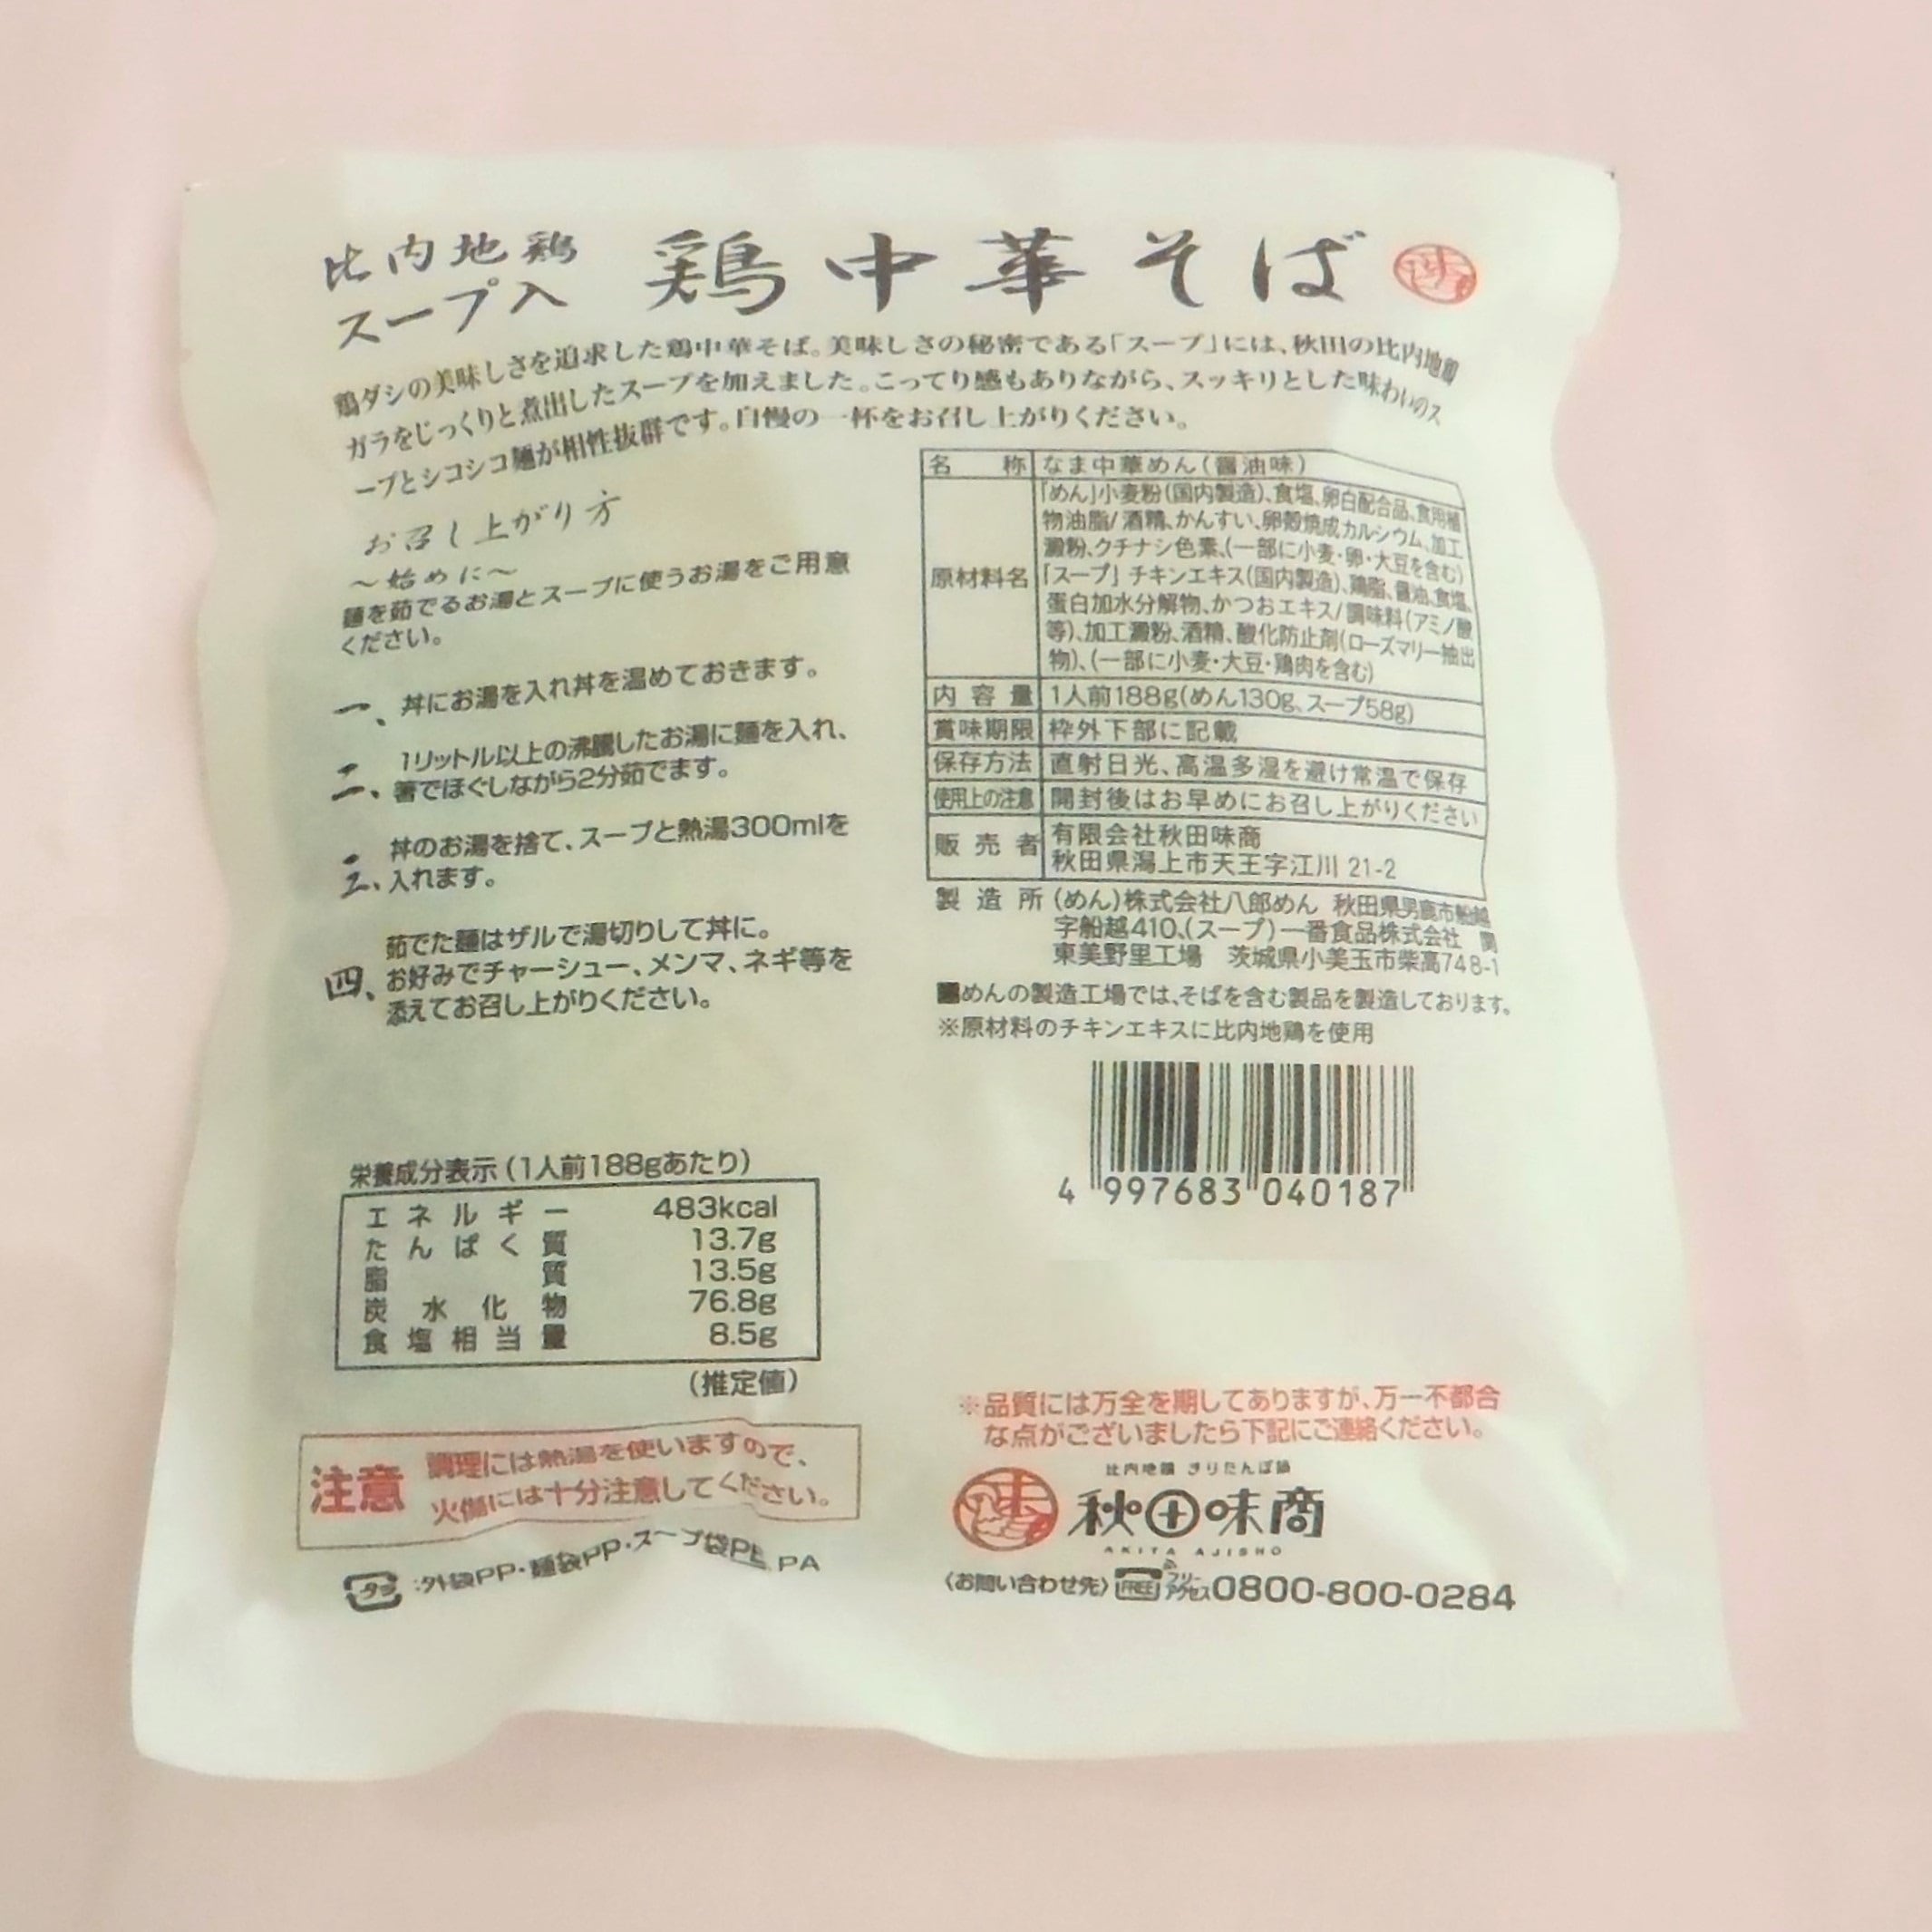 比内地鶏
スープ入
鶏中華そば
鶏ダシの美味しさを追求した鶏中華そば。美味しさの秘密である「スープ」には、秋田の比内地鶏
ガラをじっくりと煮出したスープを加えました。こってり感もありながら、スッキリとした味わいのス
ープとシコシコ麺が相性抜群です。自慢の一杯をお召し上がりください。
お召し上がり方
〜始めに〜
麺を茹でるお湯とスープに使うお湯をご用意
ください。
一、丼にお湯を入れ丼を温めておきます。
二、1リットル以上の沸騰したお湯に麺を入れ、
箸でほぐしながら2分茹でます。
三、丼のお湯を捨て、スープと熱湯300mlを
入れます。
四、茹でた麺はザルで湯切りして丼に。
お好みでチャーシュー、メンマ、ネギ等を
添えてお召し上がりください。
栄養成分表示(1人前188gあたり)
エネルギー 483kcal
たんぱく質 13.7g
脂質 13.5g
炭水化物 76.8g
食塩相当量 8.5g
(推定値)
注意 調理には熱湯を使いますので、
火傷には十分注意してください。
プラ :外袋PP・麺袋PP・スープ袋PE、PA
名称 なま中華めん(醤油味)
原材料名 「めん」小麦粉(国内製造)、食塩、卵白配合品、食用植
物油脂/酒精、かんすい、卵殻焼成カルシウム、加工
澱粉、クチナシ色素、(一部に小麦・卵・大豆を含む)
「スープ」チキンエキス(国内製造)、鶏脂、醤油、食塩、
蛋白加水分解物、かつおエキス/調味料(アミノ酸
等)、加工澱粉、酒精、酸化防止剤(ローズマリー抽出
物)、(一部に小麦・大豆・鶏肉を含む)
内容量 1人前188g(めん130g、スープ58g)
賞味期限 枠外下部に記載
保存方法 直射日光、高温多湿を避け常温で保存
使用上の注意 開封後はお早めにお召し上がりください
販売者 有限会社秋田味商
秋田県潟上市天王字江川 21-2
製造所 (めん)株式会社八郎めん 秋田県男鹿市船越
字船越410、(スープ)一番食品株式会社 関
東美野里工場 茨城県小美玉市柴高748-1
■めんの製造工場では、そばを含む製品を製造しております。
※原材料のチキンエキスに比内地鶏を使用
4 997683 040187
※品質には万全を期してありますが、万一不都合
な点がございましたら下記にご連絡ください。
比内地鶏 きりたんぽ鍋
味 秋田味商
AKITA AJISHO
〈お問い合わせ先〉 FREE フリーアクセス 0800-800-0284